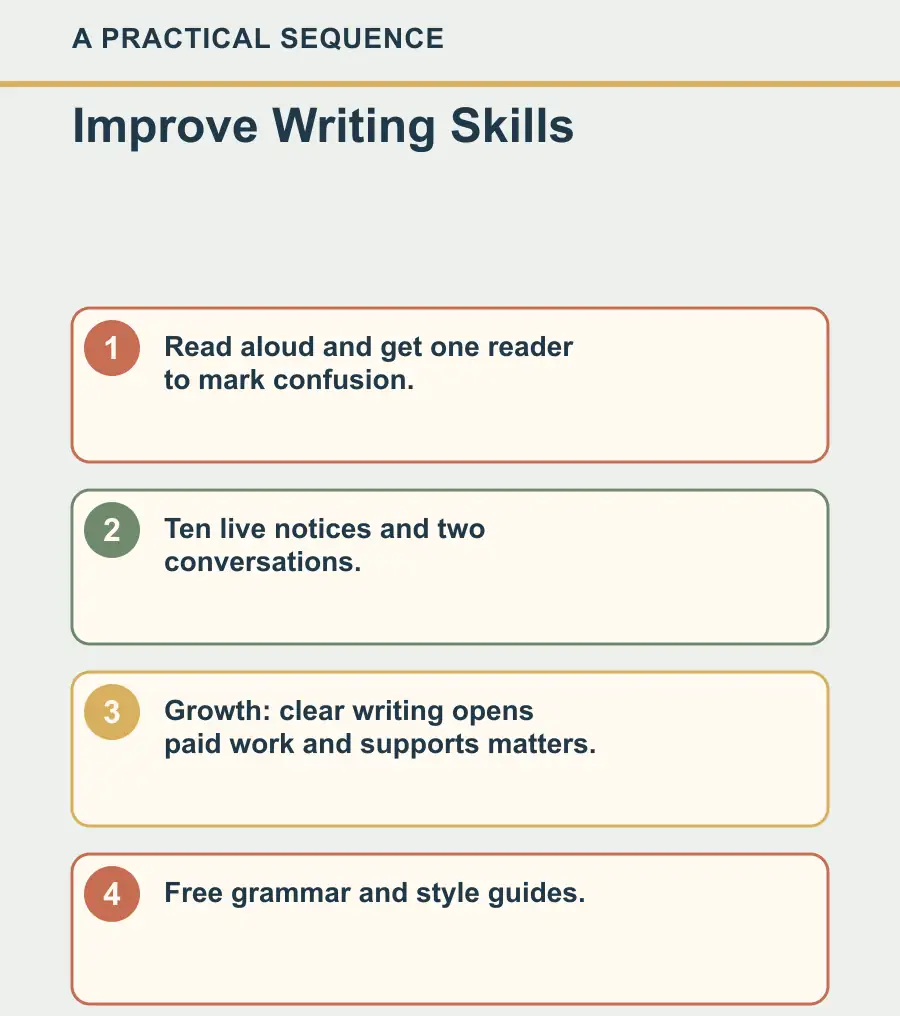 A PRACTICAL SEQUENCE
Improve Writing Skills
1
Read aloud and get one reader
to mark confusion.
2
Ten live notices and two
conversations.
3
Growth: clear writing opens
paid work and supports matters.
4
Free grammar and style guides.